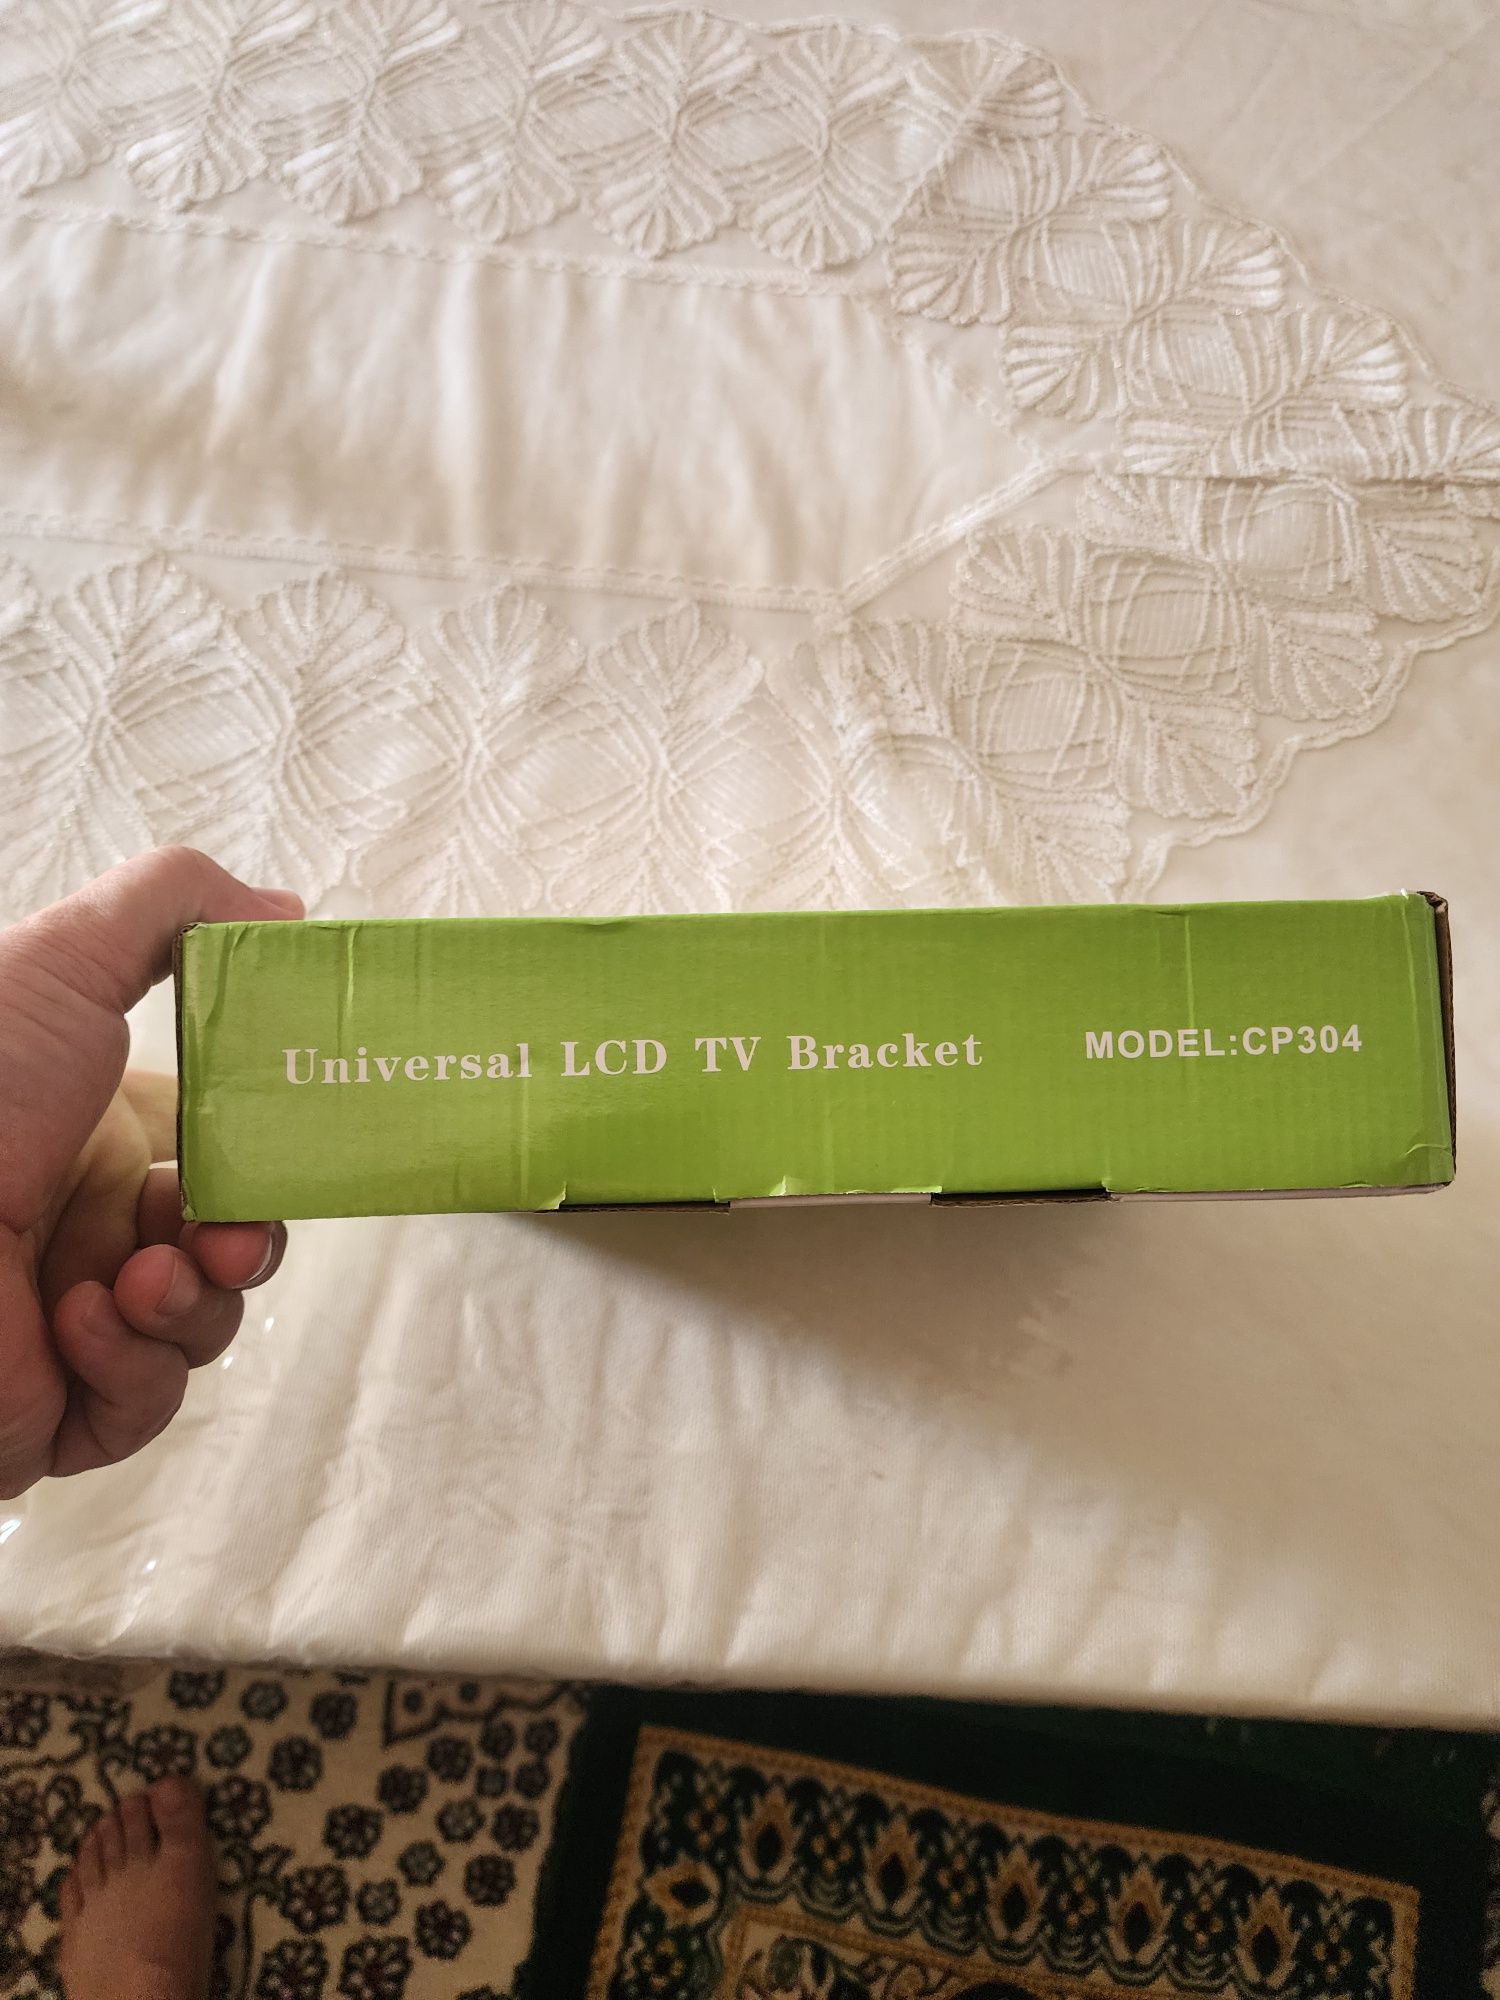 Universal LCD TV Bracket MODEL:CP304